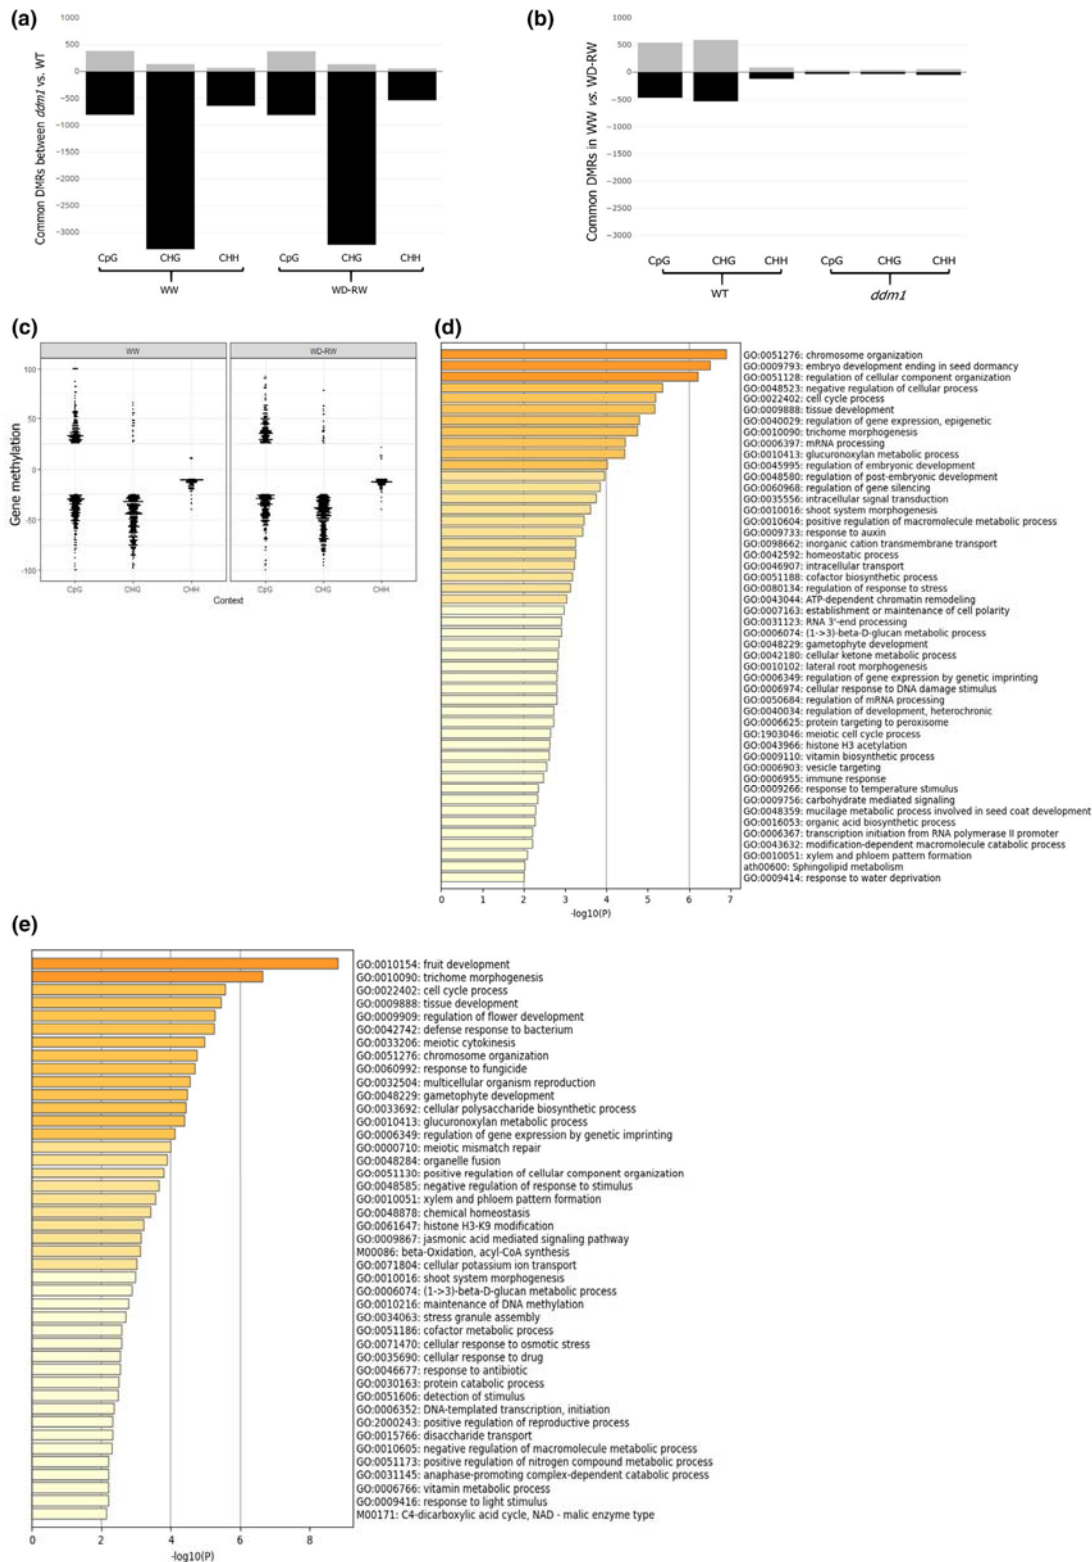 (a)
Common DMRs between ddm1 vs. WT
1000
500
0
−500
−1000
−1500
−2000
−2500
−3000
CpG CHG CHH CpG CHG CHH
WW WD-RW
(b)
Common DMRs in WW vs. WD-RW
1000
500
0
−500
−1000
−1500
−2000
−2500
−3000
CpG CHG CHH CpG CHG CHH
WT ddm1
(c)
WW WD-RW
Gene methylation
100
50
0
-50
-100
CpG CHG CHH CpG CHG CHH
Context
(d)
GO:0051276: chromosome organization
GO:0009793: embryo development ending in seed dormancy
GO:0051128: regulation of cellular component organization
GO:0048523: negative regulation of cellular process
GO:0022402: cell cycle process
GO:0009888: tissue development
GO:0040029: regulation of gene expression, epigenetic
GO:0010090: trichome morphogenesis
GO:0006397: mRNA processing
GO:0010413: glucuronoxylan metabolic process
GO:0045995: regulation of embryonic development
GO:0048580: regulation of post-embryonic development
GO:0060968: regulation of gene silencing
GO:0035556: intracellular signal transduction
GO:0010016: shoot system morphogenesis
GO:0010604: positive regulation of macromolecule metabolic process
GO:0009733: response to auxin
GO:0098662: inorganic cation transmembrane transport
GO:0042592: homeostatic process
GO:0046907: intracellular transport
GO:0051188: cofactor biosynthetic process
GO:0080134: regulation of response to stress
GO:0043044: ATP-dependent chromatin remodeling
GO:0007163: establishment or maintenance of cell polarity
GO:0031123: RNA 3'-end processing
GO:0006074: (1->3)-beta-D-glucan metabolic process
GO:0048229: gametophyte development
GO:0042180: cellular ketone metabolic process
GO:0010102: lateral root morphogenesis
GO:0006349: regulation of gene expression by genetic imprinting
GO:0006974: cellular response to DNA damage stimulus
GO:0050684: regulation of mRNA processing
GO:0040034: regulation of development, heterochronic
GO:0006625: protein targeting to peroxisome
GO:1903046: meiotic cell cycle process
GO:0043966: histone H3 acetylation
GO:0009110: vitamin biosynthetic process
GO:0006903: vesicle targeting
GO:0006955: immune response
GO:0009266: response to temperature stimulus
GO:0009756: carbohydrate mediated signaling
GO:0048359: mucilage metabolic process involved in seed coat development
GO:0016053: organic acid biosynthetic process
GO:0006367: transcription initiation from RNA polymerase II promoter
GO:0043632: modification-dependent macromolecule catabolic process
GO:0010051: xylem and phloem pattern formation
ath00600: Sphingolipid metabolism
GO:0009414: response to water deprivation
0 1 2 3 4 5 6 7
-log10(P)
(e)
GO:0010154: fruit development
GO:0010090: trichome morphogenesis
GO:0022402: cell cycle process
GO:0009888: tissue development
GO:0009909: regulation of flower development
GO:0042742: defense response to bacterium
GO:0033206: meiotic cytokinesis
GO:0051276: chromosome organization
GO:0060992: response to fungicide
GO:0032504: multicellular organism reproduction
GO:0048229: gametophyte development
GO:0033692: cellular polysaccharide biosynthetic process
GO:0010413: glucuronoxylan metabolic process
GO:0006349: regulation of gene expression by genetic imprinting
GO:0000710: meiotic mismatch repair
GO:0048284: organelle fusion
GO:0051130: positive regulation of cellular component organization
GO:0048585: negative regulation of response to stimulus
GO:0010051: xylem and phloem pattern formation
GO:0048878: chemical homeostasis
GO:0061647: histone H3-K9 modification
GO:0009867: jasmonic acid mediated signaling pathway
M00086: beta-Oxidation, acyl-CoA synthesis
GO:0071804: cellular potassium ion transport
GO:0010016: shoot system morphogenesis
GO:0006074: (1->3)-beta-D-glucan metabolic process
GO:0010216: maintenance of DNA methylation
GO:0034063: stress granule assembly
GO:0051186: cofactor metabolic process
GO:0071470: cellular response to osmotic stress
GO:0035690: cellular response to drug
GO:0046677: response to antibiotic
GO:0030163: protein catabolic process
GO:0051606: detection of stimulus
GO:0006352: DNA-templated transcription, initiation
GO:2000243: positive regulation of reproductive process
GO:0015766: disaccharide transport
GO:0010605: negative regulation of macromolecule metabolic process
GO:0051173: positive regulation of nitrogen compound metabolic process
GO:0031145: anaphase-promoting complex-dependent catabolic process
GO:0006766: vitamin metabolic process
GO:0009416: response to light stimulus
M00171: C4-dicarboxylic acid cycle, NAD - malic enzyme type
0 2 4 6 8
-log10(P)